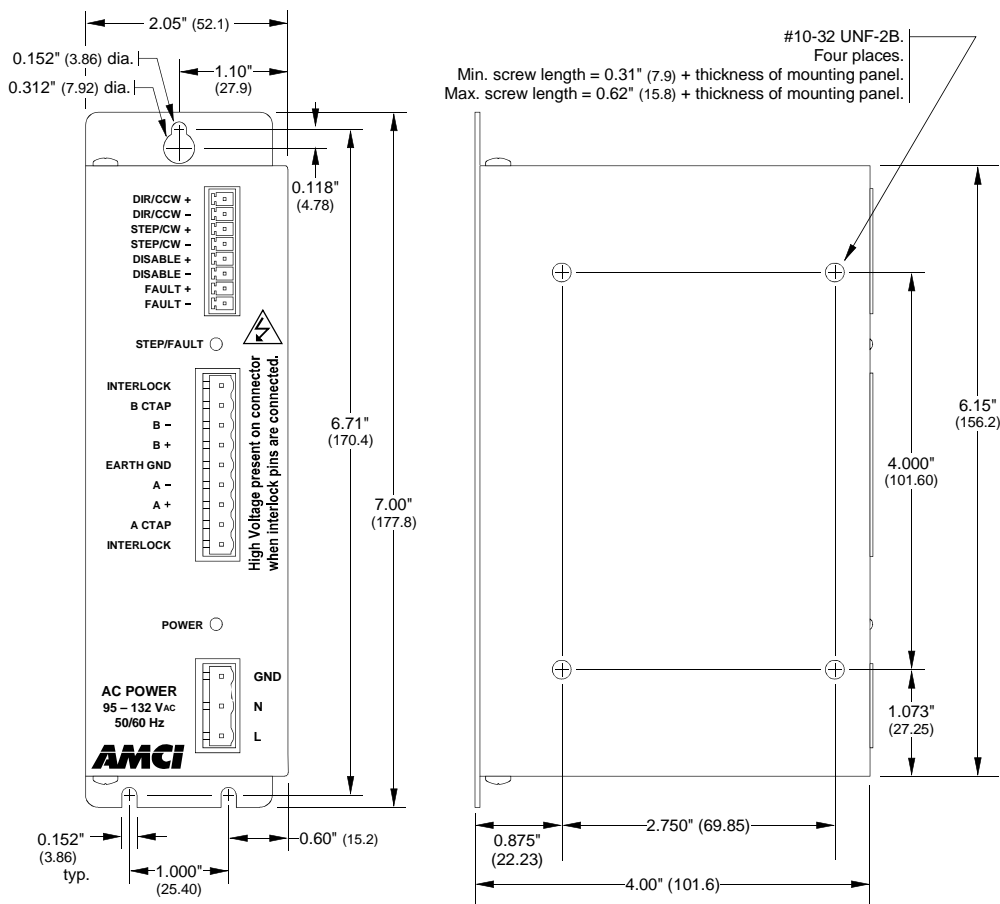 2.05" (52.1)
0.152" (3.86) dia.
0.312" (7.92) dia.
1.10"
(27.9)
0.118"
(4.78)
DIR/CCW +
DIR/CCW –
STEP/CW +
STEP/CW –
DISABLE +
DISABLE –
FAULT +
FAULT –
STEP/FAULT
High Voltage present on connector
when interlock pins are connected.
INTERLOCK
B CTAP
B –
B +
EARTH GND
A –
A +
A CTAP
INTERLOCK
6.71"
(170.4)
7.00"
(177.8)
POWER
AC POWER
95 – 132 VAC
50/60 Hz
GND
N
L
AMCI
0.152"
(3.86)
typ.
1.000"
(25.40)
0.60" (15.2)
#10-32 UNF-2B.
Four places.
Min. screw length = 0.31" (7.9) + thickness of mounting panel.
Max. screw length = 0.62" (15.8) + thickness of mounting panel.
6.15"
(156.2)
4.000"
(101.60)
1.073"
(27.25)
0.875"
(22.23)
2.750" (69.85)
4.00" (101.6)